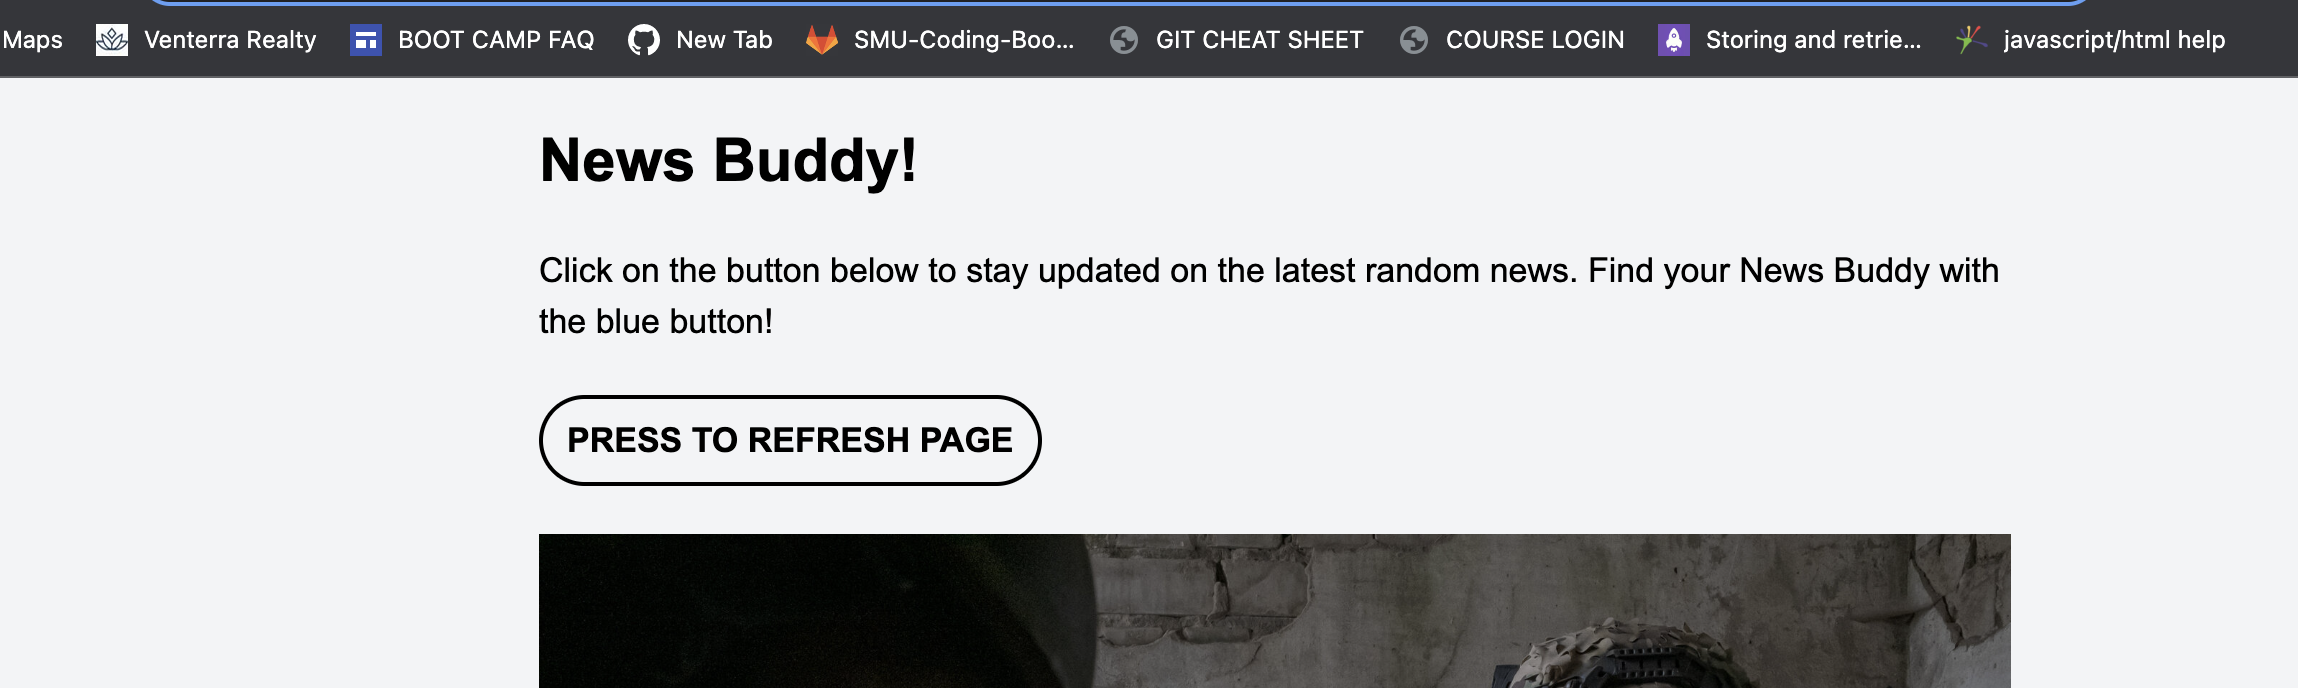 Maps Venterra Realty BOOT CAMP FAQ New Tab SMU-Coding-Boo... GIT CHEAT SHEET COURSE LOGIN Storing and retrie... javascript/html help
News Buddy!
Click on the button below to stay updated on the latest random news. Find your News Buddy with
the blue button!
PRESS TO REFRESH PAGE